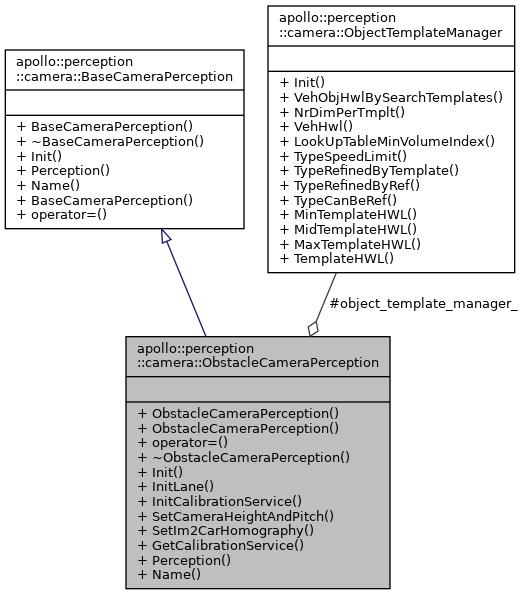 apollo::perception
::camera::ObjectTemplateManager
+ Init()
+ VehObjHwlBySearchTemplates()
+ NrDimPerTmplt()
+ VehHwl()
+ LookUpTableMinVolumeIndex()
+ TypeSpeedLimit()
+ TypeRefinedByTemplate()
+ TypeRefinedByRef()
+ TypeCanBeRef()
+ MinTemplateHWL()
+ MidTemplateHWL()
+ MaxTemplateHWL()
+ TemplateHWL()
apollo::perception
::camera::BaseCameraPerception
+ BaseCameraPerception()
+ ~BaseCameraPerception()
+ Init()
+ Perception()
+ Name()
+ BaseCameraPerception()
+ operator=()
#object_template_manager_
apollo::perception
::camera::ObstacleCameraPerception
+ ObstacleCameraPerception()
+ ObstacleCameraPerception()
+ operator=()
+ ~ObstacleCameraPerception()
+ Init()
+ InitLane()
+ InitCalibrationService()
+ SetCameraHeightAndPitch()
+ SetIm2CarHomography()
+ GetCalibrationService()
+ Perception()
+ Name()